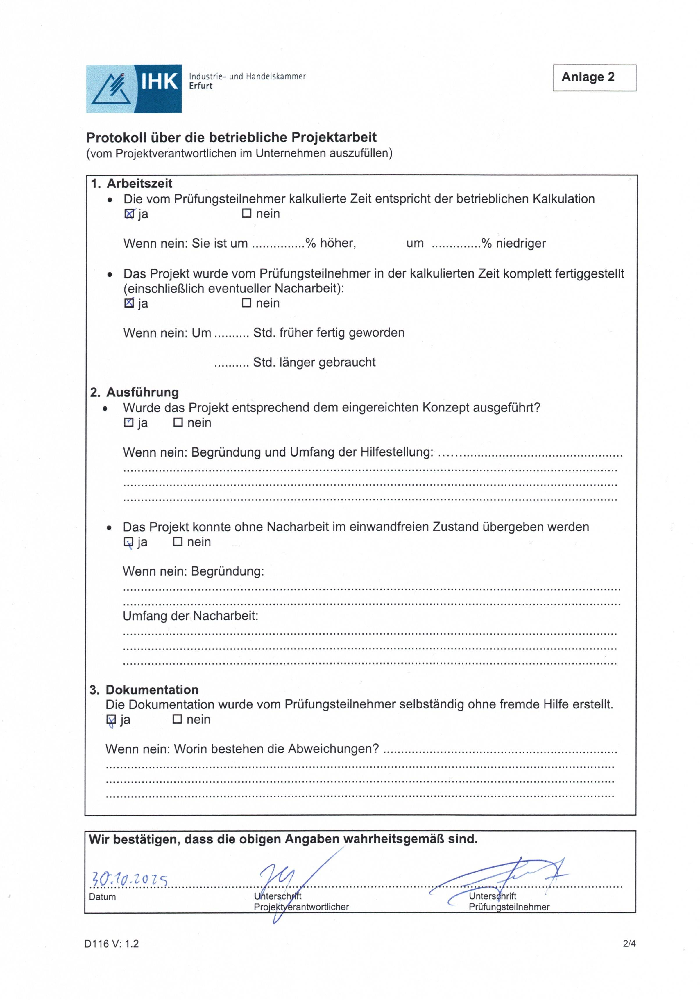 IHK
Industrie- und Handelskammer
Erfurt
Anlage 2
Protokoll über die betriebliche Projektarbeit
(vom Projektverantwortlichen im Unternehmen auszufüllen)
1. Arbeitszeit
• Die vom Prüfungsteilnehmer kalkulierte Zeit entspricht der betrieblichen Kalkulation
☒ ja ☐ nein
Wenn nein: Sie ist um ...............% höher, um ..............% niedriger
• Das Projekt wurde vom Prüfungsteilnehmer in der kalkulierten Zeit komplett fertiggestellt
(einschließlich eventueller Nacharbeit):
☒ ja ☐ nein
Wenn nein: Um .......... Std. früher fertig geworden
.......... Std. länger gebraucht
2. Ausführung
• Wurde das Projekt entsprechend dem eingereichten Konzept ausgeführt?
☒ ja ☐ nein
Wenn nein: Begründung und Umfang der Hilfestellung: ....................................................
• Das Projekt konnte ohne Nacharbeit im einwandfreien Zustand übergeben werden
☒ ja ☐ nein
Wenn nein: Begründung:
Umfang der Nacharbeit:
3. Dokumentation
Die Dokumentation wurde vom Prüfungsteilnehmer selbständig ohne fremde Hilfe erstellt.
☒ ja ☐ nein
Wenn nein: Worin bestehen die Abweichungen? ..................................................................
Wir bestätigen, dass die obigen Angaben wahrheitsgemäß sind.
30.10.2025
Datum Unterschrift Unterschrift
Projektverantwortlicher Prüfungsteilnehmer
D116 V: 1.2 2/4